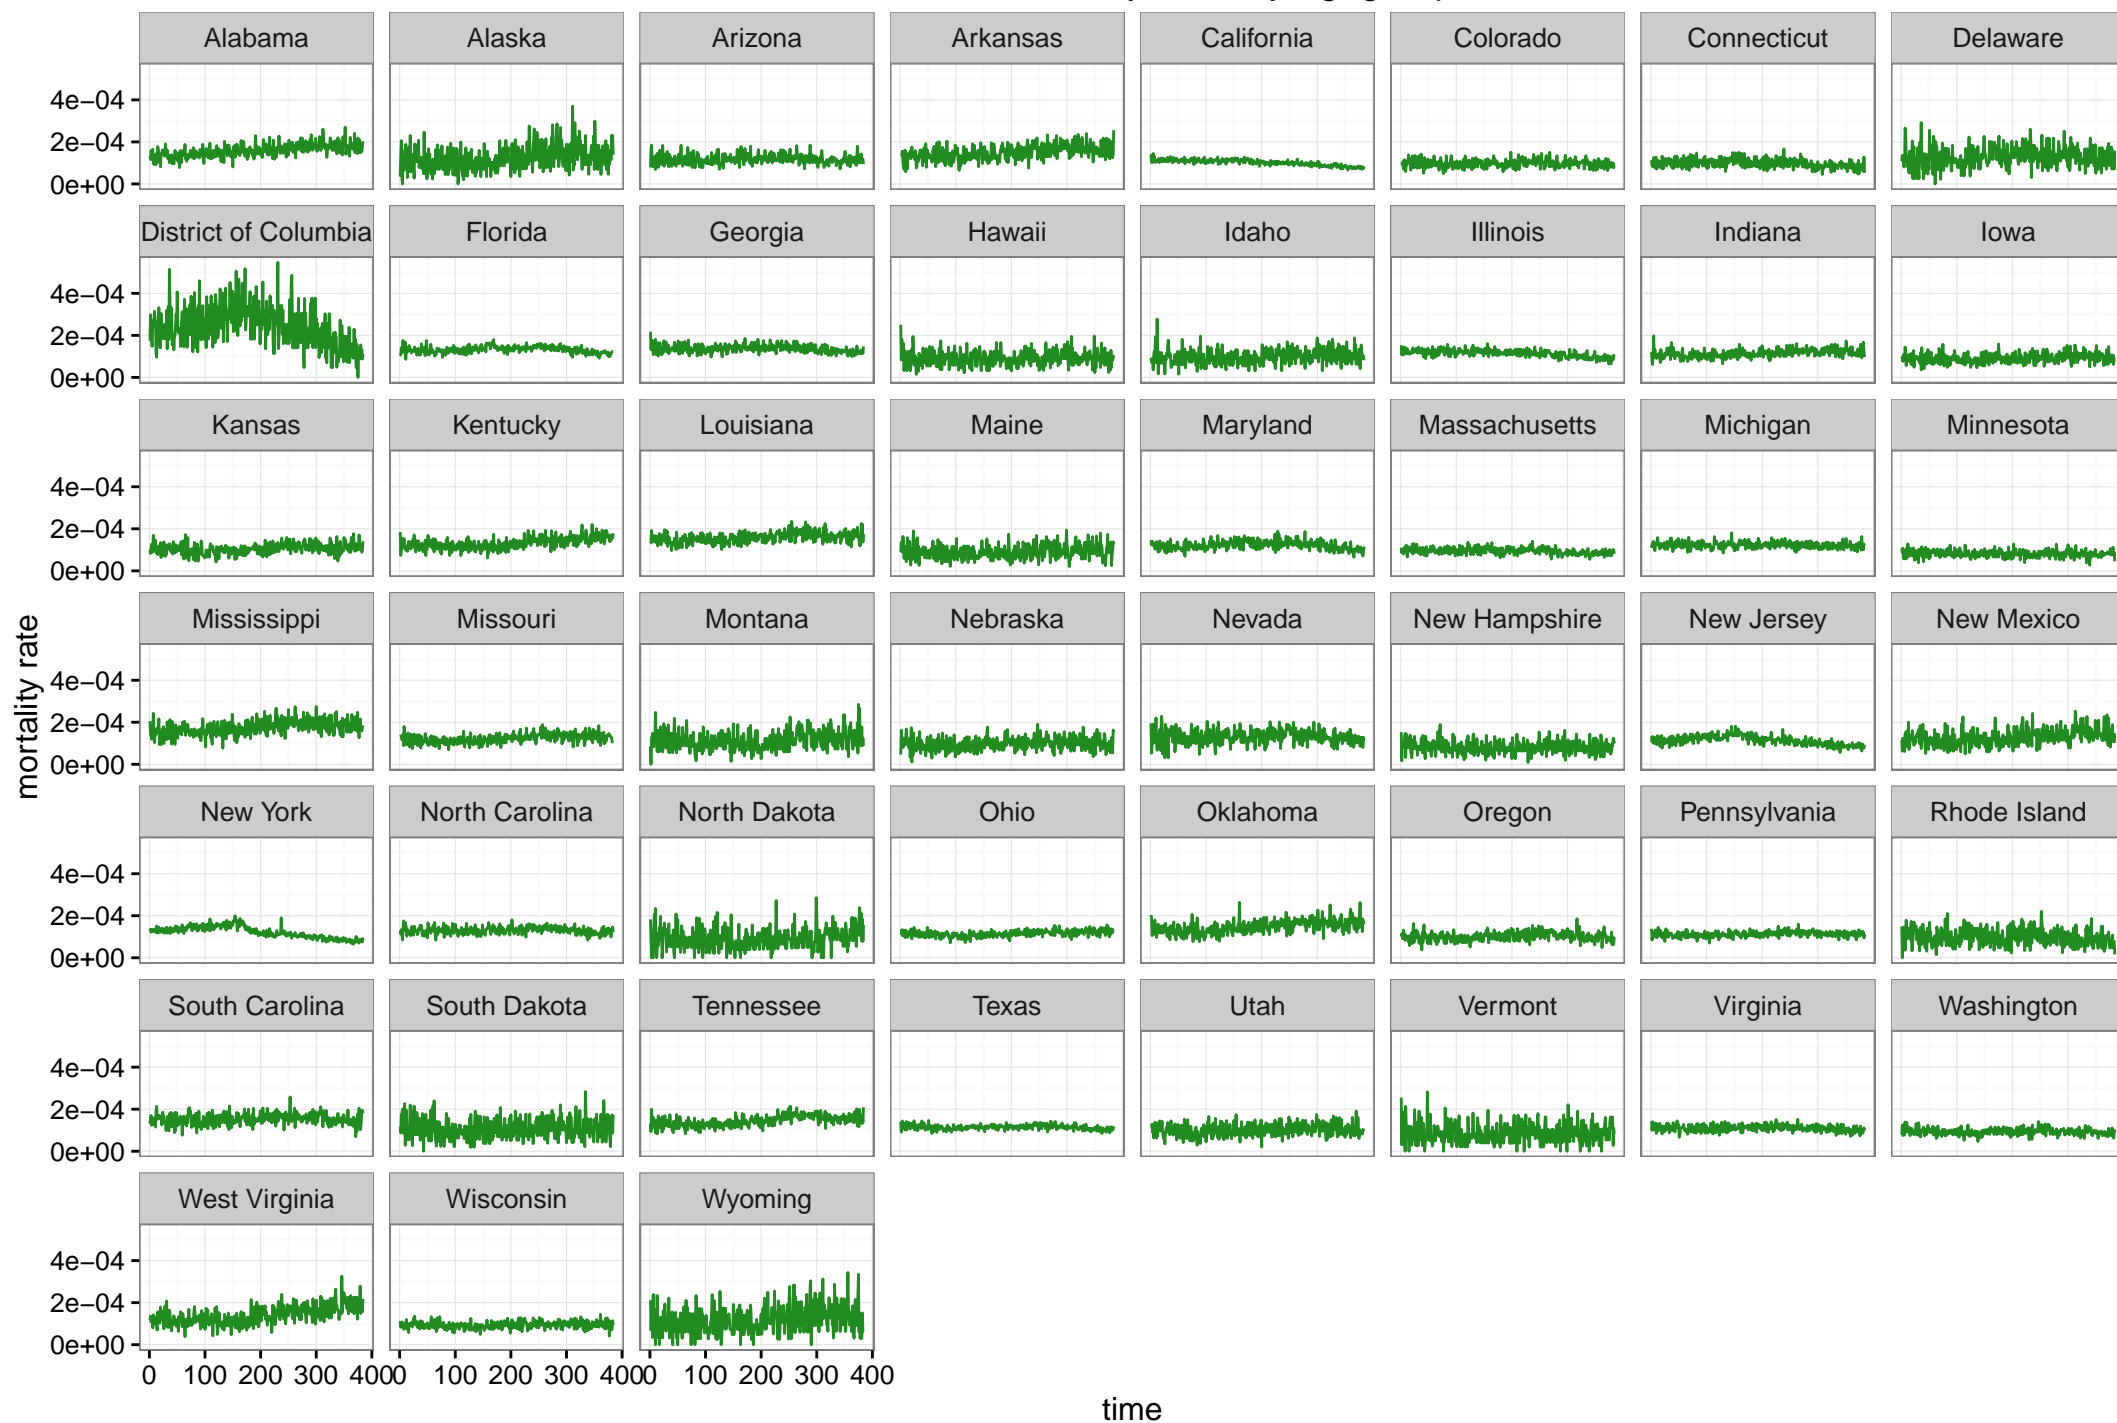 Alabama Alaska Arizona Arkansas California Colorado Connecticut Delaware
4e−04
2e−04
0e+00
District of Columbia Florida Georgia Hawaii Idaho Illinois Indiana Iowa
4e−04
2e−04
0e+00
Kansas Kentucky Louisiana Maine Maryland Massachusetts Michigan Minnesota
4e−04
2e−04
0e+00
Mississippi Missouri Montana Nebraska Nevada New Hampshire New Jersey New Mexico
4e−04
2e−04
0e+00
mortality rate
New York North Carolina North Dakota Ohio Oklahoma Oregon Pennsylvania Rhode Island
4e−04
2e−04
0e+00
South Carolina South Dakota Tennessee Texas Utah Vermont Virginia Washington
4e−04
2e−04
0e+00
West Virginia Wisconsin Wyoming
4e−04
2e−04
0e+00
0 100 200 300 400 0 100 200 300 400 0 100 200 300 400
time